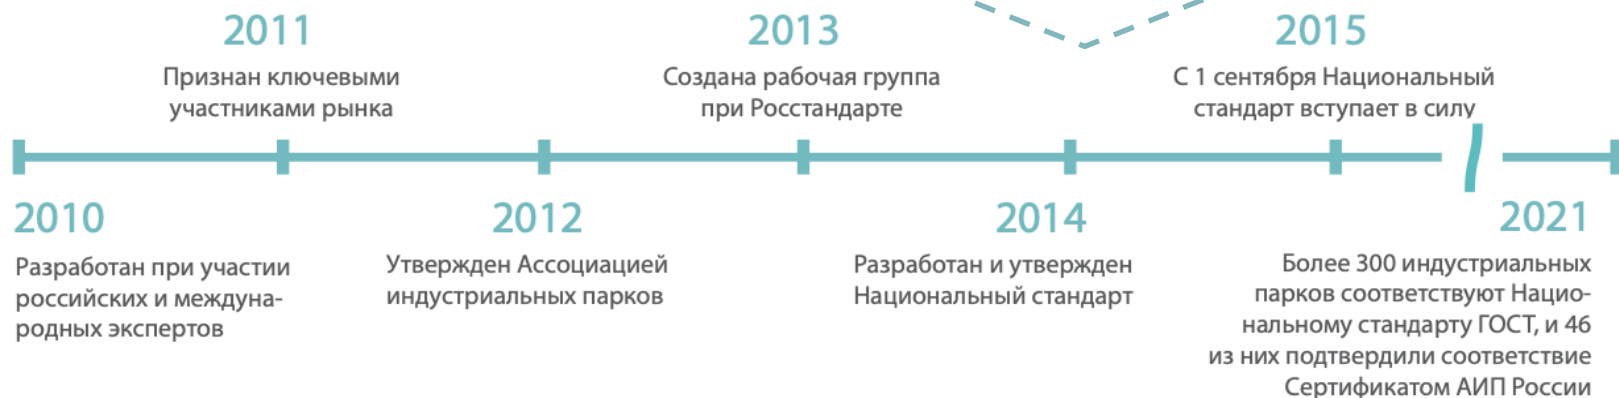 2011
Признан ключевыми
участниками рынка
2013
Создана рабочая группа
при Росстандарте
2015
С 1 сентября Национальный
стандарт вступает в силу
2010
Разработан при участии
российских и междуна-
родных экспертов
2012
Утвержден Ассоциацией
индустриальных парков
2014
Разработан и утвержден
Национальный стандарт
2021
Более 300 индустриальных
парков соответствуют Нацио-
нальному стандарту ГОСТ, и 46
из них подтвердили соответствие
Сертификатом АИП России